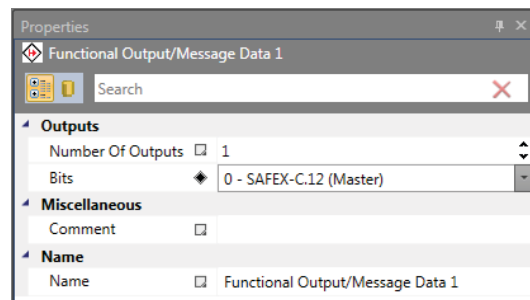 Properties
Functional Output/Message Data 1
Search
Outputs
Number Of Outputs 1
Bits 0 - SAFEX-C.12 (Master)
Miscellaneous
Comment
Name
Name Functional Output/Message Data 1